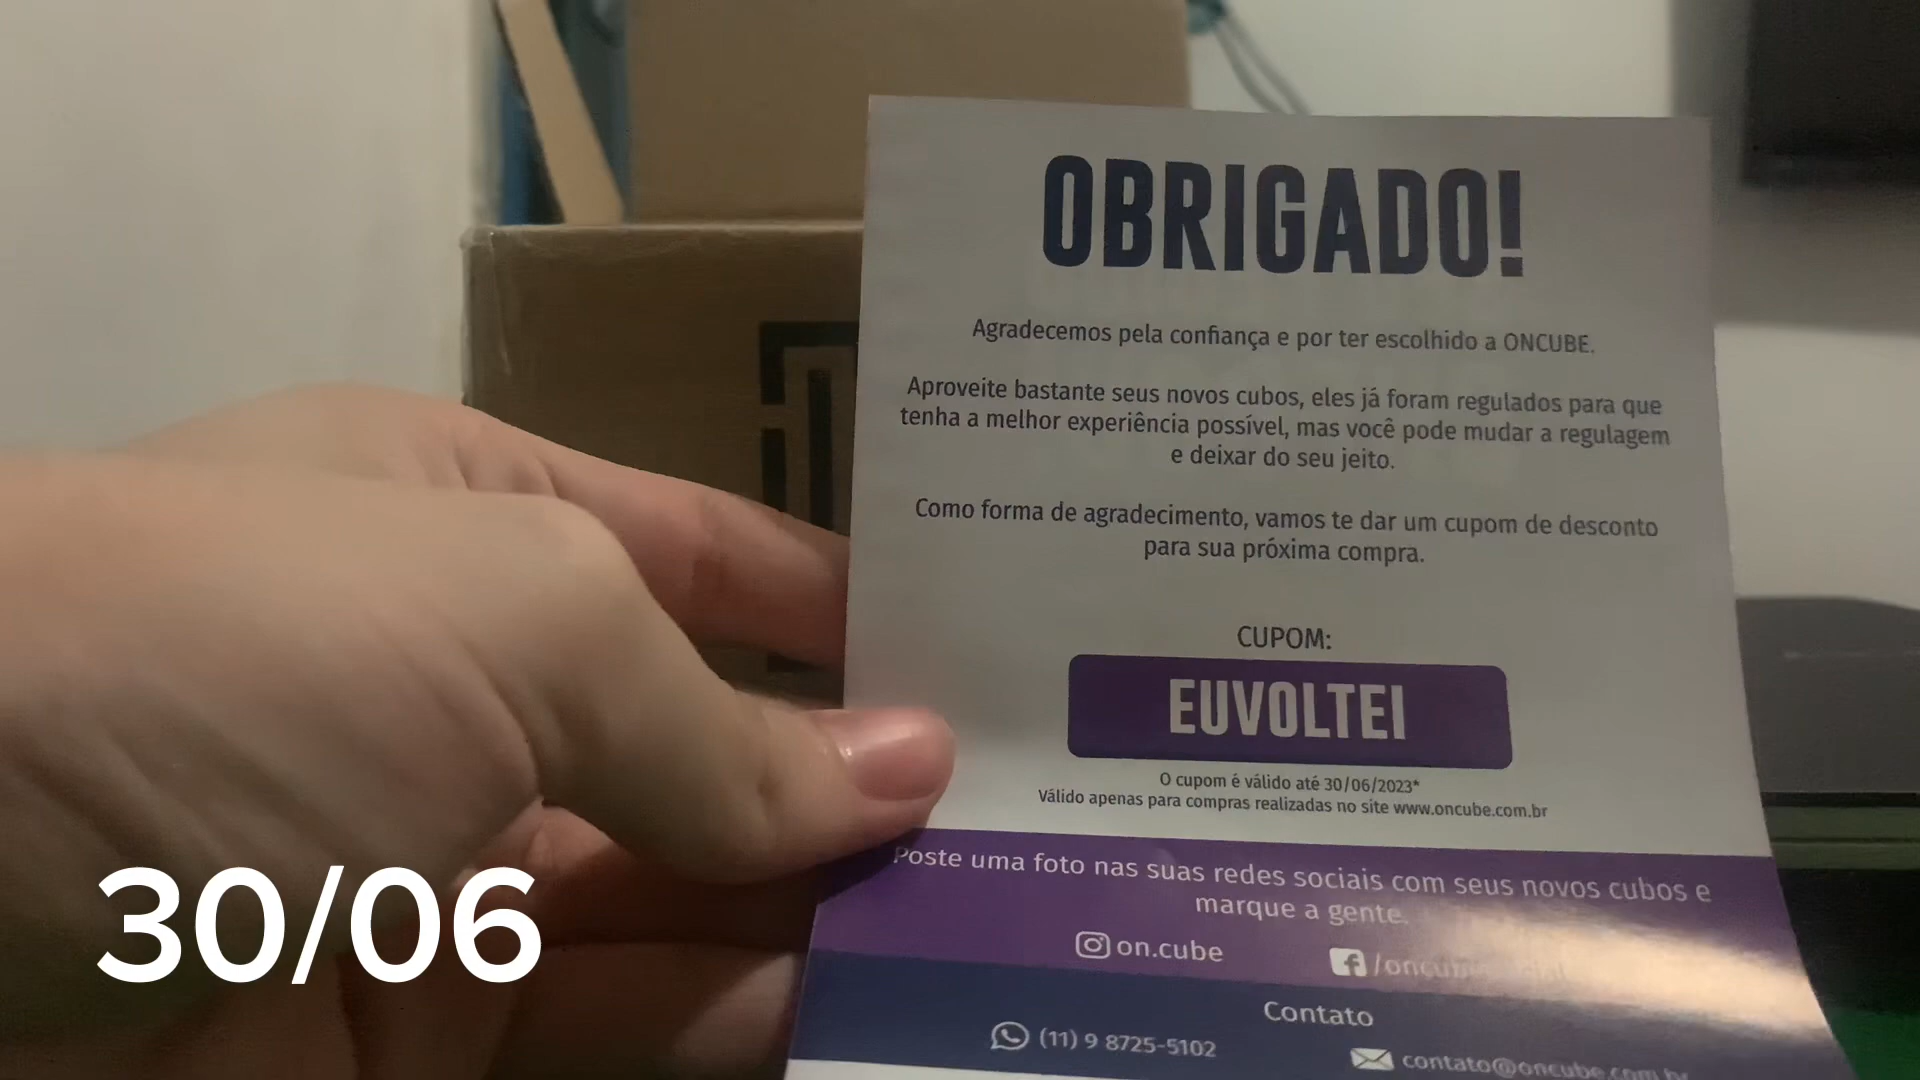 OBRIGADO!
Agradecemos pela confiança e por ter escolhido a ONCUBE.
Aproveite bastante seus novos cubos, eles já foram regulados para que
tenha a melhor experiência possível, mas você pode mudar a regulagem
e deixar do seu jeito.
Como forma de agradecimento, vamos te dar um cupom de desconto
para sua próxima compra.
CUPOM:
EUVOLTEI
O cupom é válido até 30/06/2023*
Válido apenas para compras realizadas no site www.oncube.com.br
Poste uma foto nas suas redes sociais com seus novos cubos e
marque a gente.
on.cube
Contato
(11) 9 8725-5102
contato@oncube.com.br
30/06